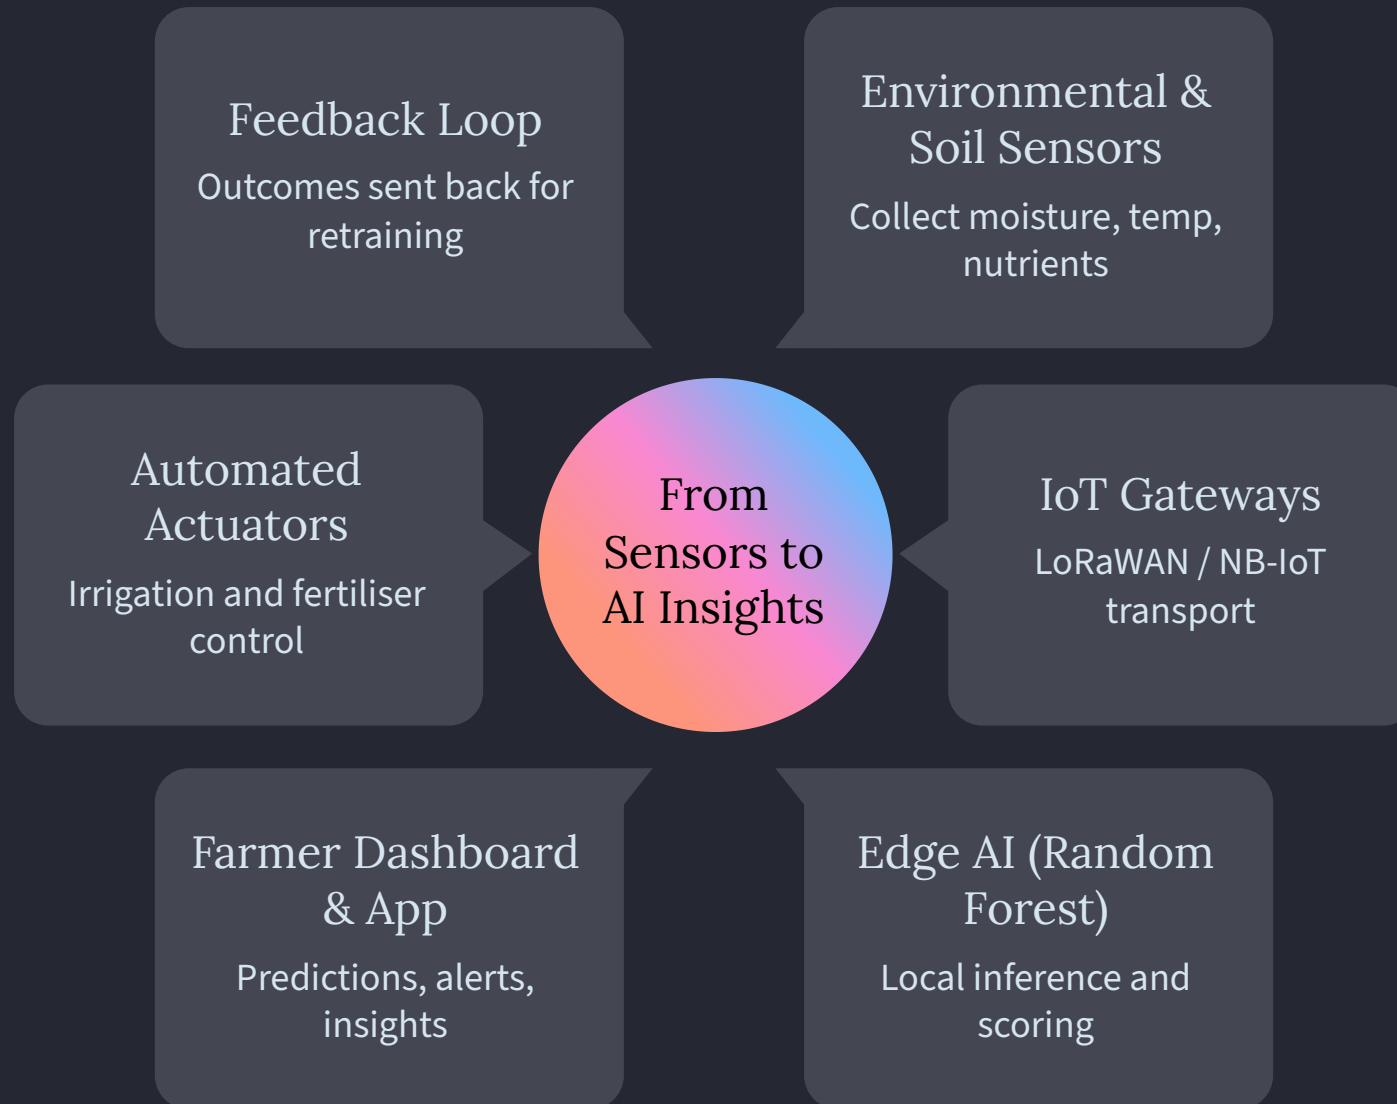 Feedback Loop
Outcomes sent back for
retraining
Environmental &
Soil Sensors
Collect moisture, temp,
nutrients
Automated
Actuators
Irrigation and fertiliser
control
From
Sensors to
AI Insights
IoT Gateways
LoRaWAN / NB-IoT
transport
Farmer Dashboard
& App
Predictions, alerts,
insights
Edge AI (Random
Forest)
Local inference and
scoring